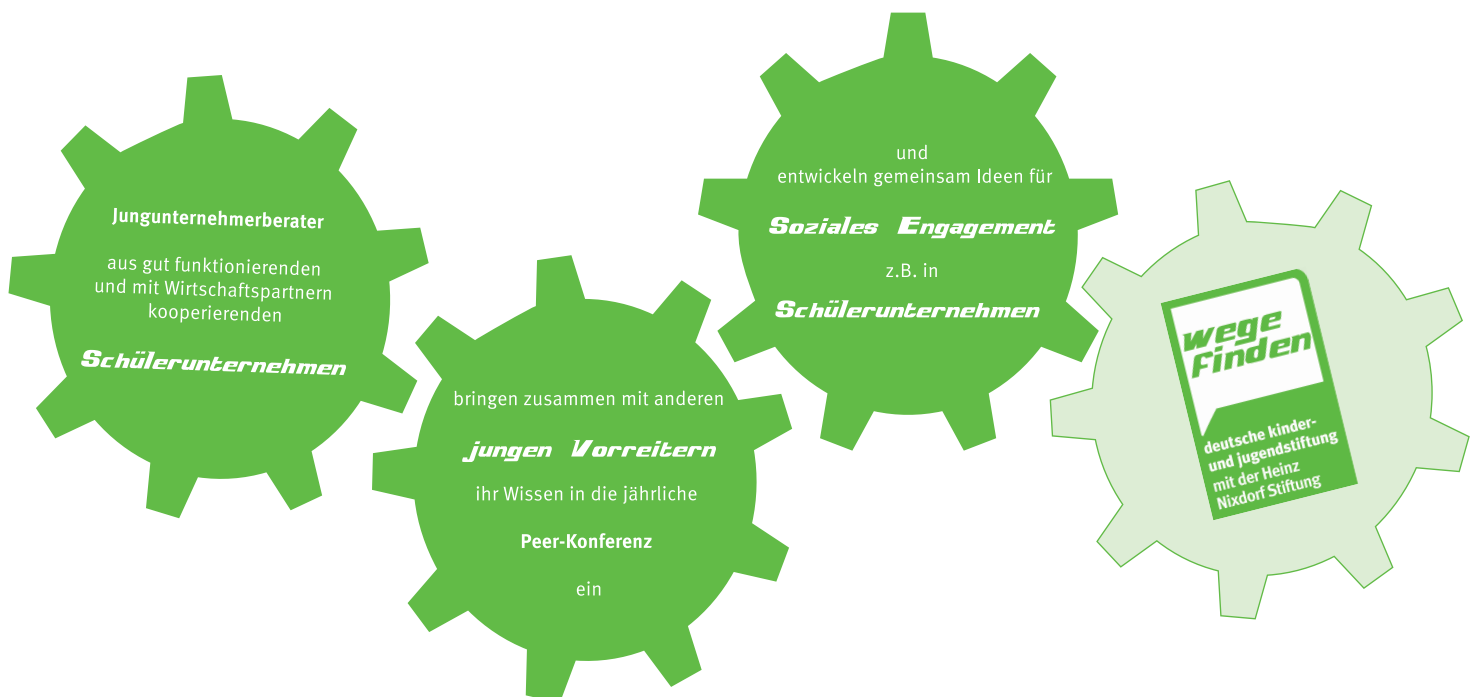 Jungunternehmerberater
aus gut funktionierenden
und mit Wirtschaftspartnern
kooperierenden
Schülerunternehmen
bringen zusammen mit anderen
jungen Vorreitern
ihr Wissen in die jährliche
Peer-Konferenz
ein
und
entwickeln gemeinsam Ideen für
Soziales Engagement
z.B. in
Schülerunternehmen
wege
finden
deutsche kinder-
und jugendstiftung
mit der Heinz
Nixdorf Stiftung